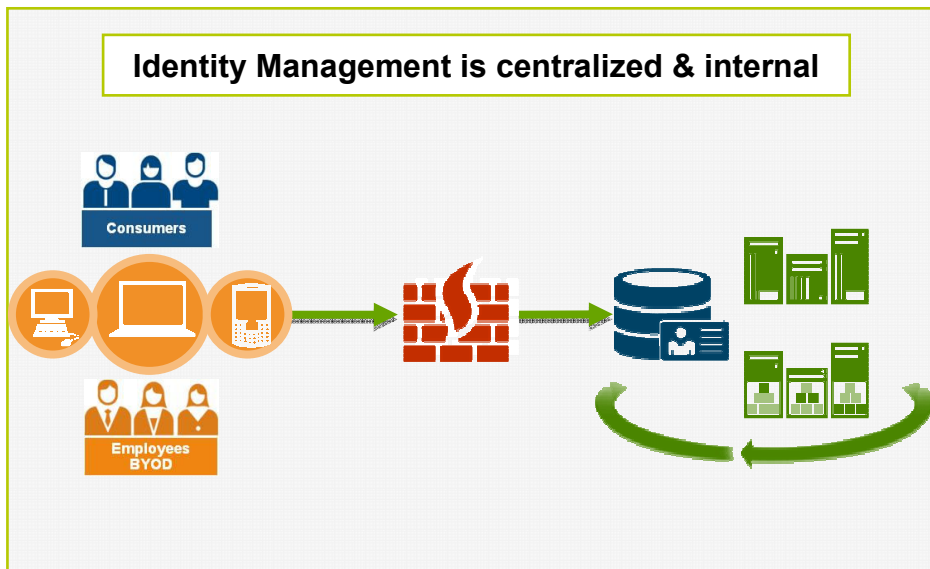 Identity Management is centralized & internal
Consumers
Employees
BYOD